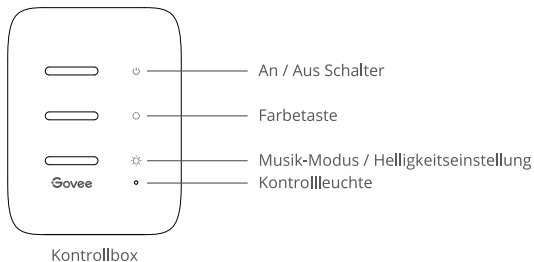 An / Aus Schalter
Farbetaste
Musik-Modus / Helligkeitseinstellung
Govee
Kontrollleuchte
Kontrollbox